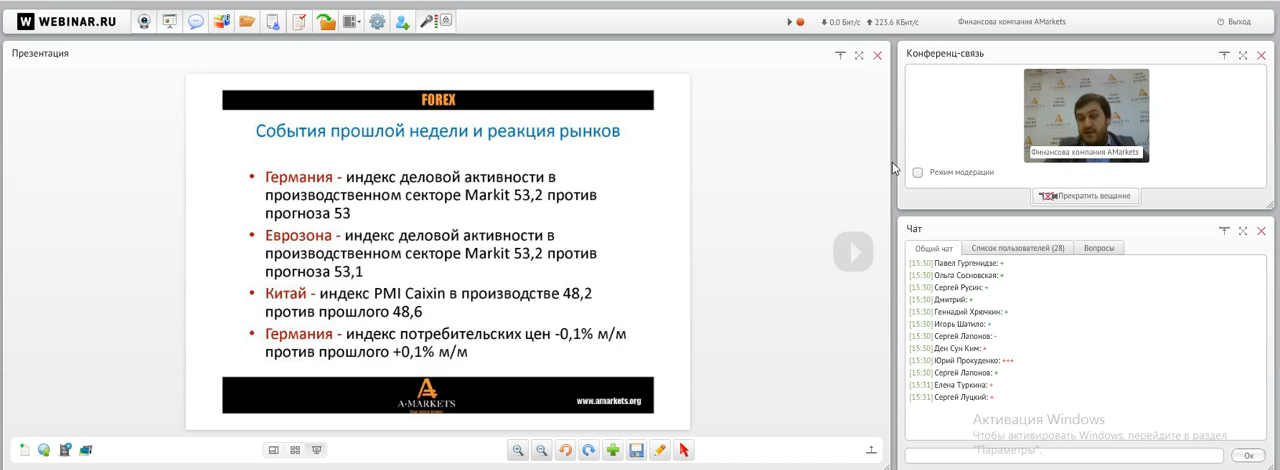 WEBINAR.RU
0.0 Бит/с
223.6 КБит/с
Финансова компания AMarkets
Выход
Презентация
FOREX
События прошлой недели и реакция рынков
• Германия - индекс деловой активности в
производственном секторе Markit 53,2 против
прогноза 53
• Еврозона - индекс деловой активности в
производственном секторе Markit 53,2 против
прогноза 53,1
• Китай - индекс PMI Caixin в производстве 48,2
против прошлого 48,6
• Германия - индекс потребительских цен -0,1% м/м
против прошлого +0,1% м/м
A-MARKETS
www.amarkets.org
Конференц-связь
Финансова компания AMarkets
Режим модерации
Прекратить вещание
Чат
Общий чат
Список пользователей (28)
Вопросы
[15:30] Павел Гургенидзе: +
[15:30] Ольга Сосновская: +
[15:30] Сергей Русин: +
[15:30] Дмитрий: +
[15:30] Геннадий Хрючкин: +
[15:30] Игорь Шатило: +
[15:30] Сергей Лапонов: -
[15:30] Ден Сун Ким: +
[15:30] Юрий Прокуденко: +++
[15:30] Сергей Лапонов: +
[15:31] Елена Туркина: +
[15:31] Сергей Луцкий: +
Активация Windows
Чтобы активировать Windows, перейдите в раздел
"Параметры".
Ок